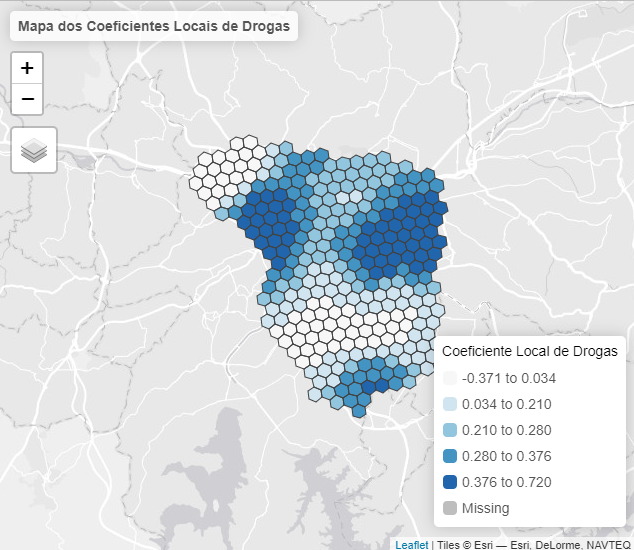 Mapa dos Coeficientes Locais de Drogas
+
−
Coeficiente Local de Drogas
-0.371 to 0.034
0.034 to 0.210
0.210 to 0.280
0.280 to 0.376
0.376 to 0.720
Missing
Leaflet | Tiles © Esri — Esri, DeLorme, NAVTEQ